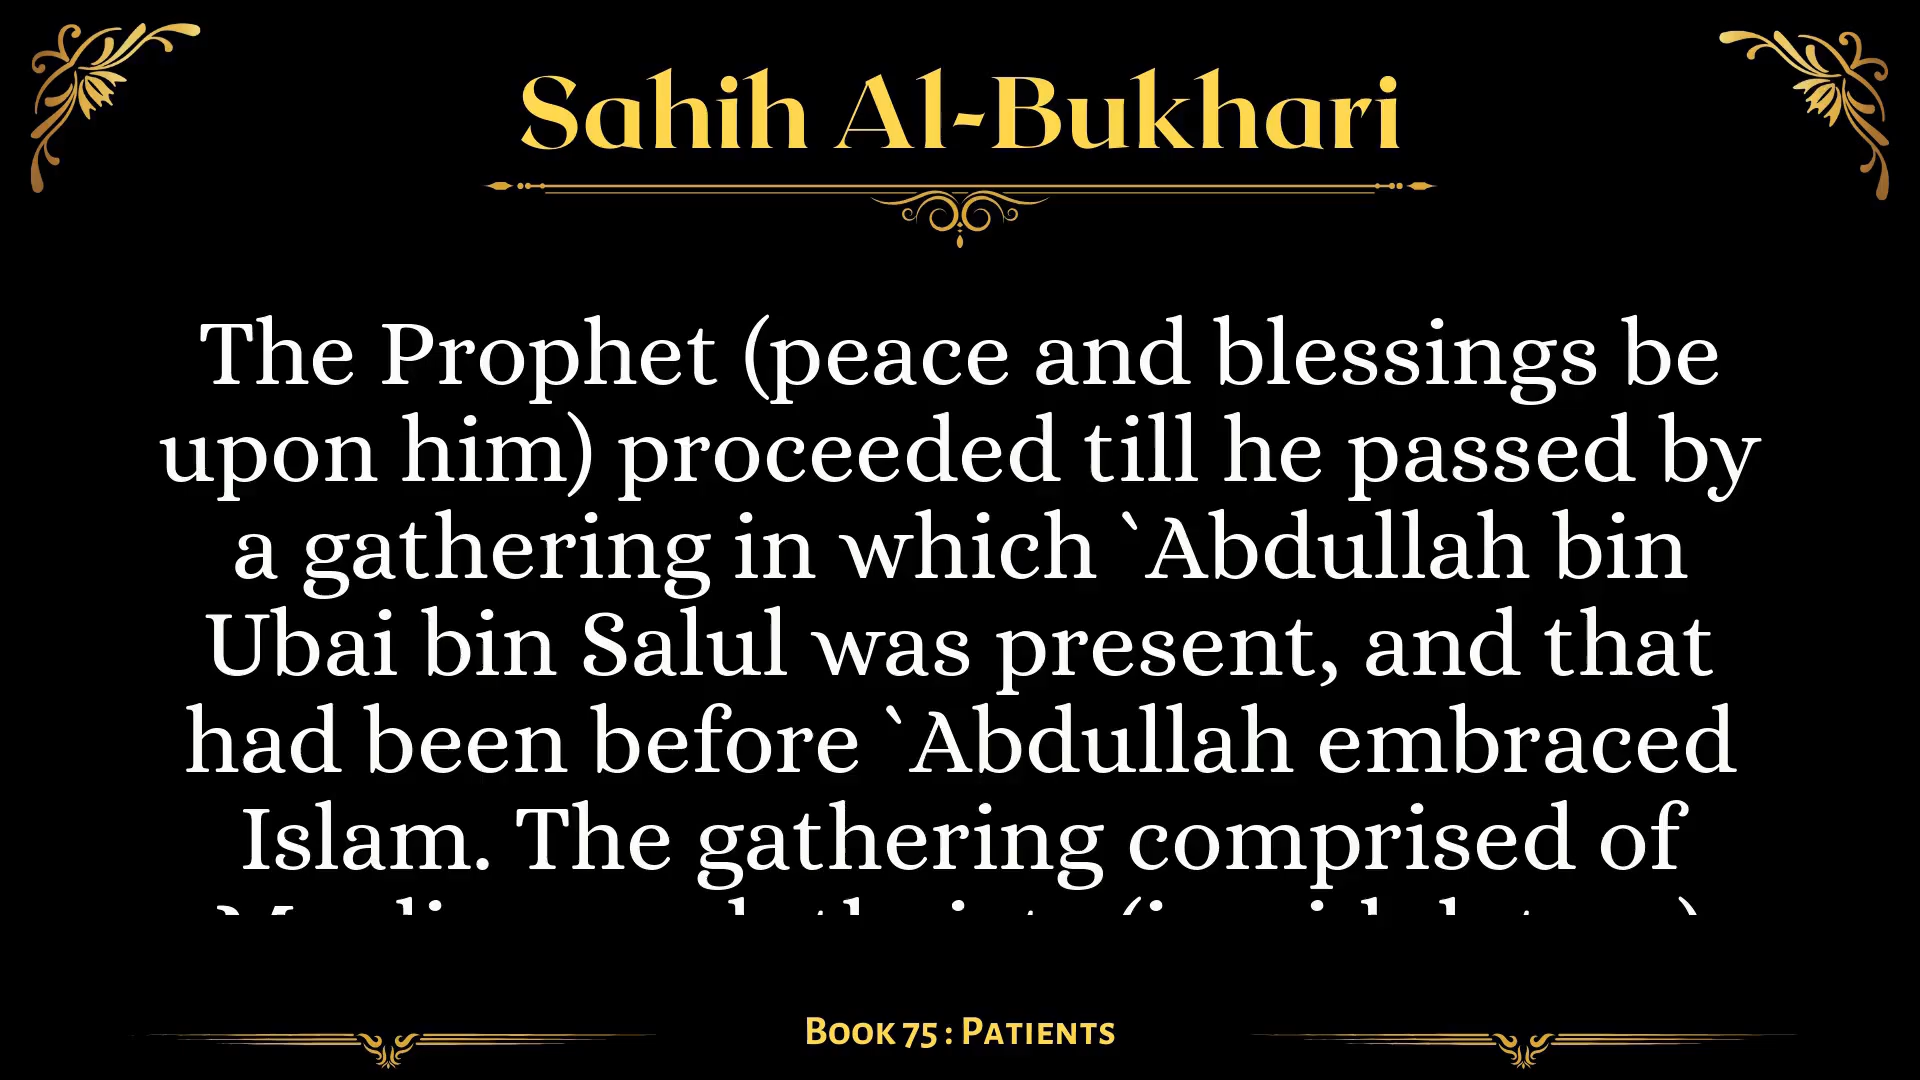 Sahih Al-Bukhari
The Prophet (peace and blessings be
upon him) proceeded till he passed by
a gathering in which `Abdullah bin
Ubai bin Salul was present, and that
had been before `Abdullah embraced
Islam. The gathering comprised of
Book 75 : Patients